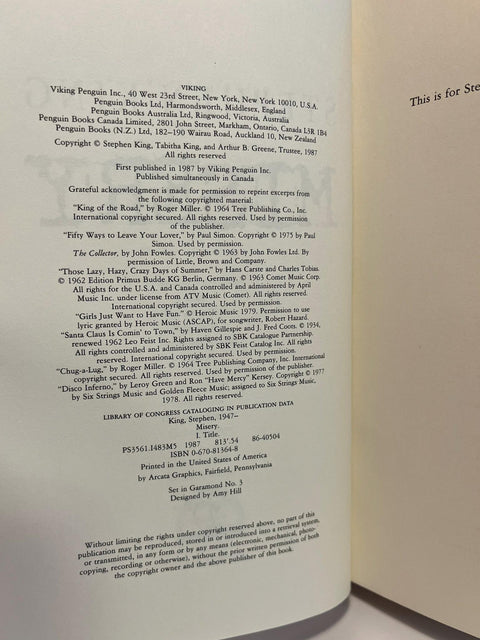 VIKING
Viking Penguin Inc., 40 West 23rd Street, New York, New York 10010, U.S.A.
Penguin Books Ltd, Harmondsworth, Middlesex, England
Penguin Books Australia Ltd, Ringwood, Victoria, Australia
Penguin Books Canada Limited, 2801 John Street, Markham, Ontario, Canada L3R 1B4
Penguin Books (N.Z.) Ltd, 182–190 Wairau Road, Auckland 10, New Zealand
Copyright © Stephen King, Tabitha King, and Arthur B. Greene, Trustee, 1987
All rights reserved
First published in 1987 by Viking Penguin Inc.
Published simultaneously in Canada
Grateful acknowledgment is made for permission to reprint excerpts from
the following copyrighted material:
"King of the Road," by Roger Miller. © 1964 Tree Publishing Co., Inc.
International copyright secured. All rights reserved. Used by permission
of the publisher.
"Fifty Ways to Leave Your Lover," by Paul Simon. Copyright © 1975 by Paul
Simon. Used by permission.
The Collector, by John Fowles. Copyright © 1963 by John Fowles Ltd. By
permission of Little, Brown and Company.
"Those Lazy, Hazy, Crazy Days of Summer," by Hans Carste and Charles Tobias.
© 1962 Edition Primus Budde KG Berlin, Germany. © 1963 Comet Music Corp.
All rights for the U.S.A. and Canada controlled and administered by April
Music Inc. under license from ATV Music (Comet). All rights reserved.
International copyright secured. Used by permission.
"Girls Just Want to Have Fun." © Heroic Music 1979. Permission to use
lyric granted by Heroic Music (ASCAP), for songwriter, Robert Hazard.
"Santa Claus Is Comin' to Town," by Haven Gillespie and J. Fred Coots. © 1934,
renewed 1962 Leo Feist Inc. Rights assigned to SBK Catalogue Partnership.
All rights controlled and administered by SBK Feist Catalog Inc. All rights
reserved. International copyright secured. Used by permission.
"Chug-a-Lug," by Roger Miller. © 1964 Tree Publishing Company, Inc. International
copyright secured. All rights reserved. Used by permission of the publisher.
"Disco Inferno," by Leroy Green and Ron "Have Mercy" Kersey. Copyright © 1977
by Six Strings Music and Golden Fleece Music; assigned to Six Strings Music,
1978. All rights reserved.
LIBRARY OF CONGRESS CATALOGING IN PUBLICATION DATA
King, Stephen, 1947–
Misery.
I. Title.
PS3561.I483M5 1987 813'.54 86-40504
ISBN 0-670-81364-8
Printed in the United States of America
by Arcata Graphics, Fairfield, Pennsylvania
Set in Garamond No. 3
Designed by Amy Hill
Without limiting the rights under copyright reserved above, no part of this
publication may be reproduced, stored in or introduced into a retrieval system,
or transmitted, in any form or by any means (electronic, mechanical, photo-
copying, recording or otherwise), without the prior written permission of both
the copyright owner and the above publisher of this book.
This is for Ste